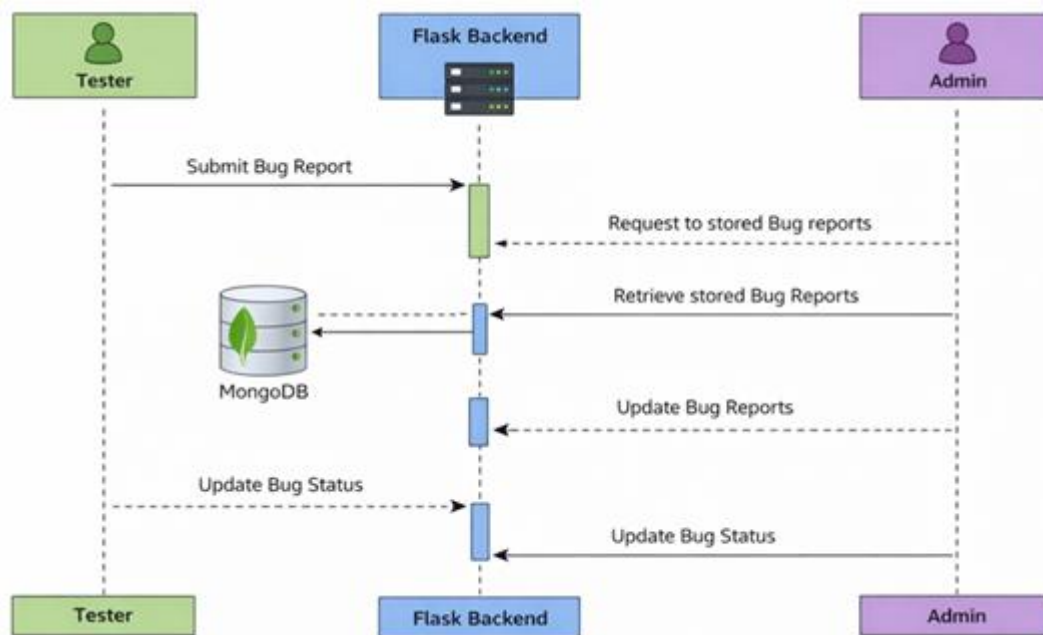 Flask Backend
Tester
Admin
Submit Bug Report
Request to stored Bug reports
Retrieve stored Bug Reports
MongoDB
Update Bug Reports
Update Bug Status
Update Bug Status
Tester
Flask Backend
Admin